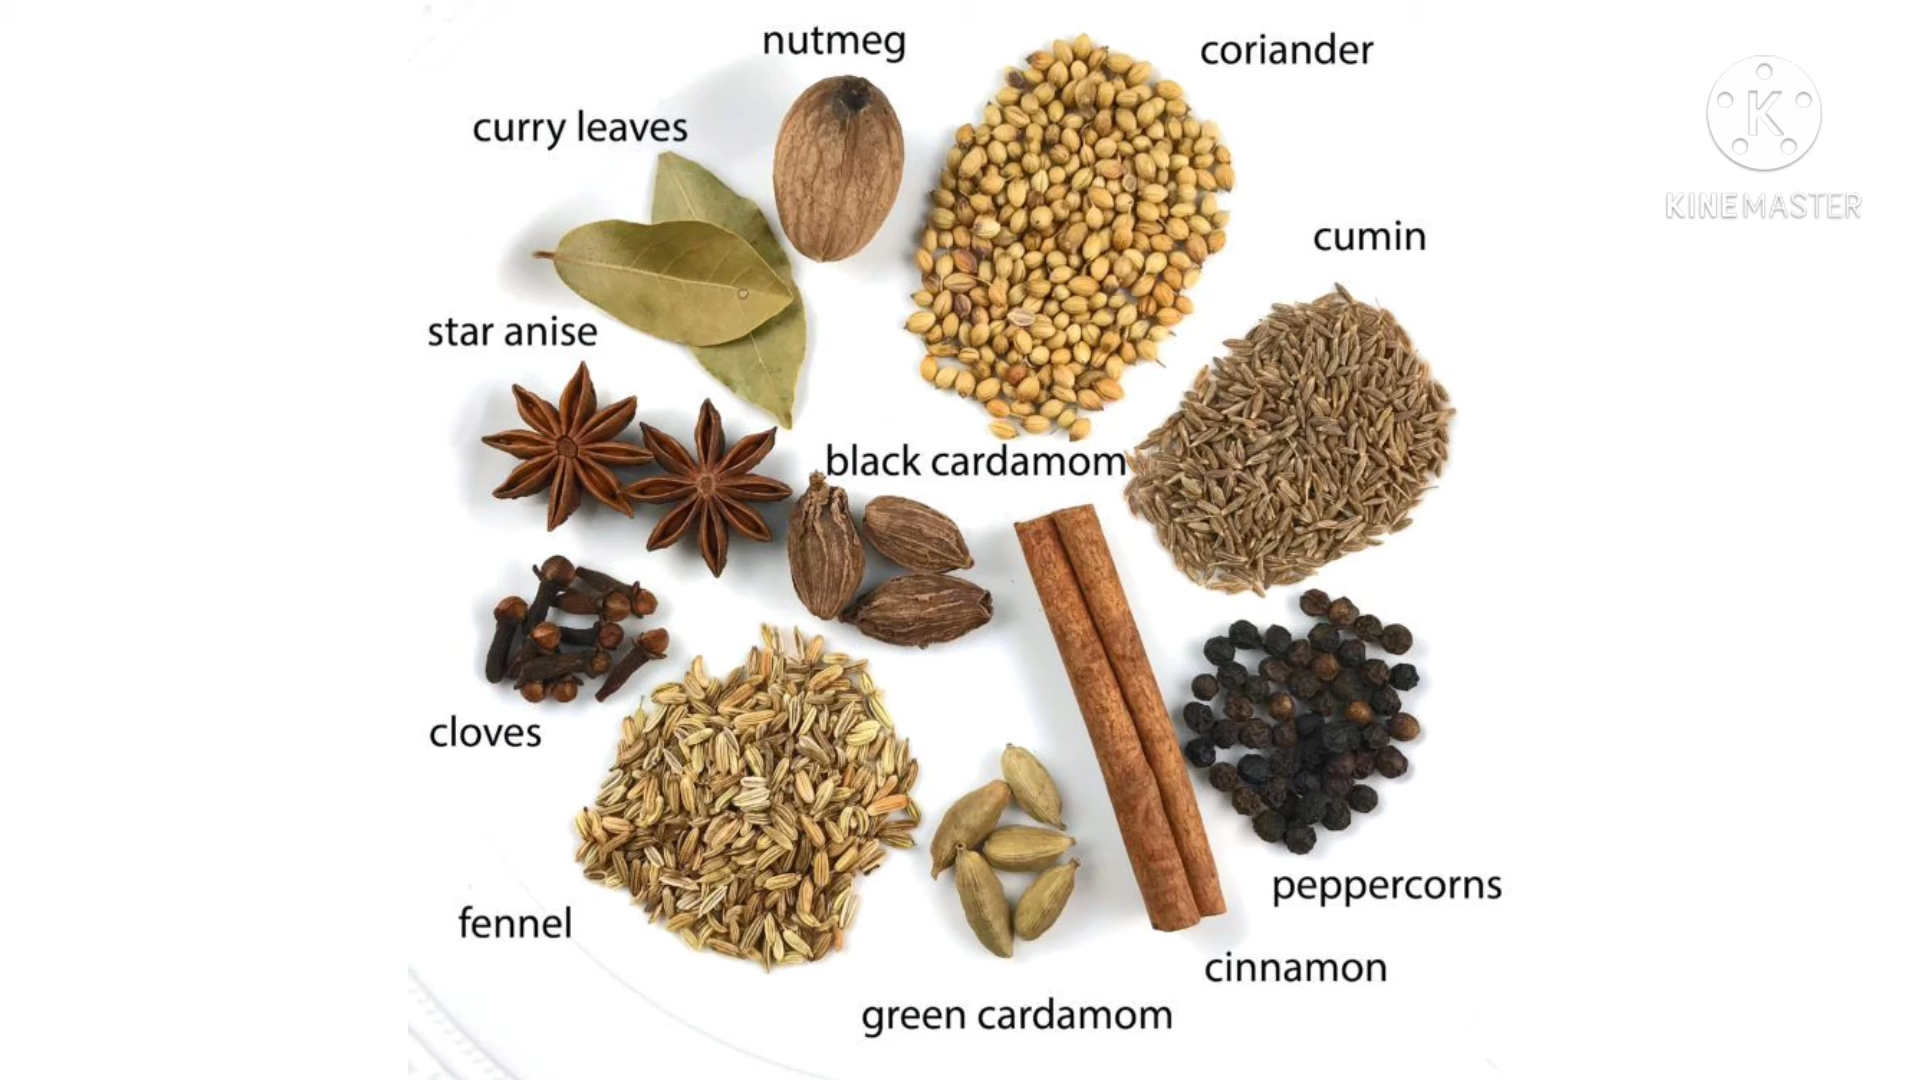 nutmeg
coriander
curry leaves
K
KINEMASTER
cumin
star anise
black cardamom
cloves
peppercorns
fennel
cinnamon
green cardamom